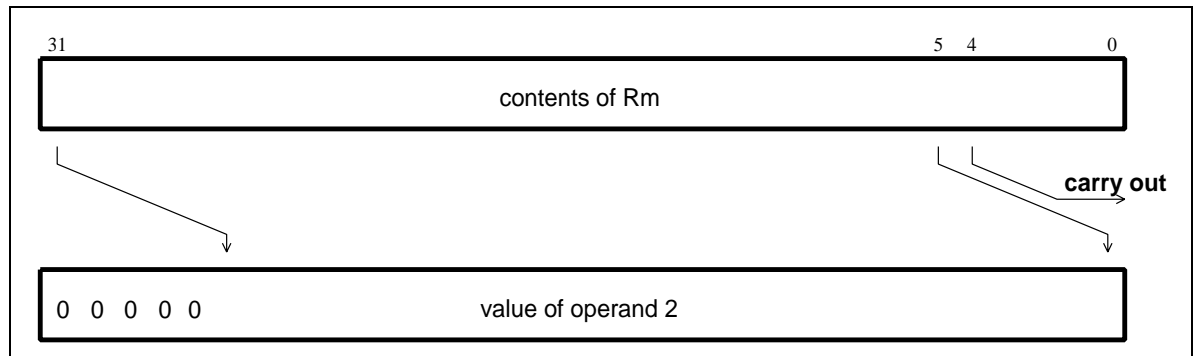 31 5 4 0
contents of Rm
carry out
0 0 0 0 0 value of operand 2